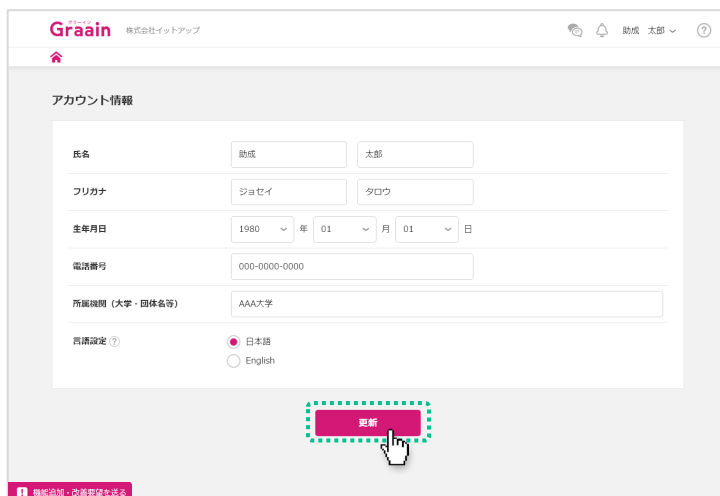 グラーイン
Graain 株式会社イットアップ 助成 太郎
アカウント情報
氏名 助成 太郎
フリガナ ジョセイ タロウ
生年月日 1980 年 01 月 01 日
電話番号 000-0000-0000
所属機関（大学・団体名等） AAA大学
言語設定 ? 日本語
English
更新
! 機能追加・改善要望を送る